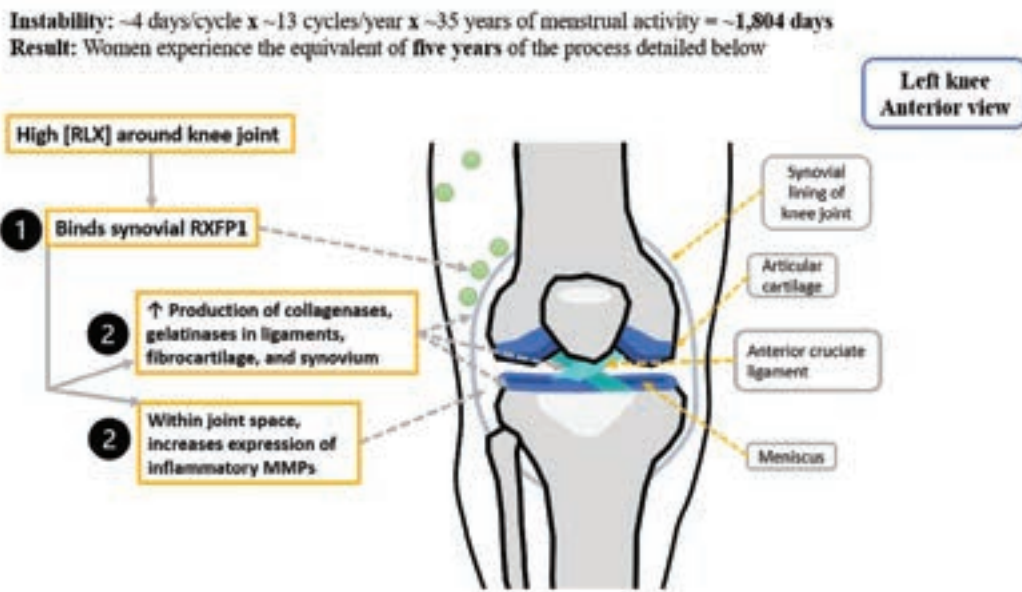 Instability: ~4 days/cycle x ~13 cycles/year x ~35 years of menstrual activity = ~1,804 days
Result: Women experience the equivalent of five years of the process detailed below
Left knee
Anterior view
High [RLX] around knee joint
1
Binds synovial RXFP1
2
↑ Production of collagenases,
gelatinases in ligaments,
fibrocartilage, and synovium
2
Within joint space,
increases expression of
inflammatory MMPs
Synovial
lining of
knee joint
Articular
cartilage
Anterior cruciate
ligament
Meniscus